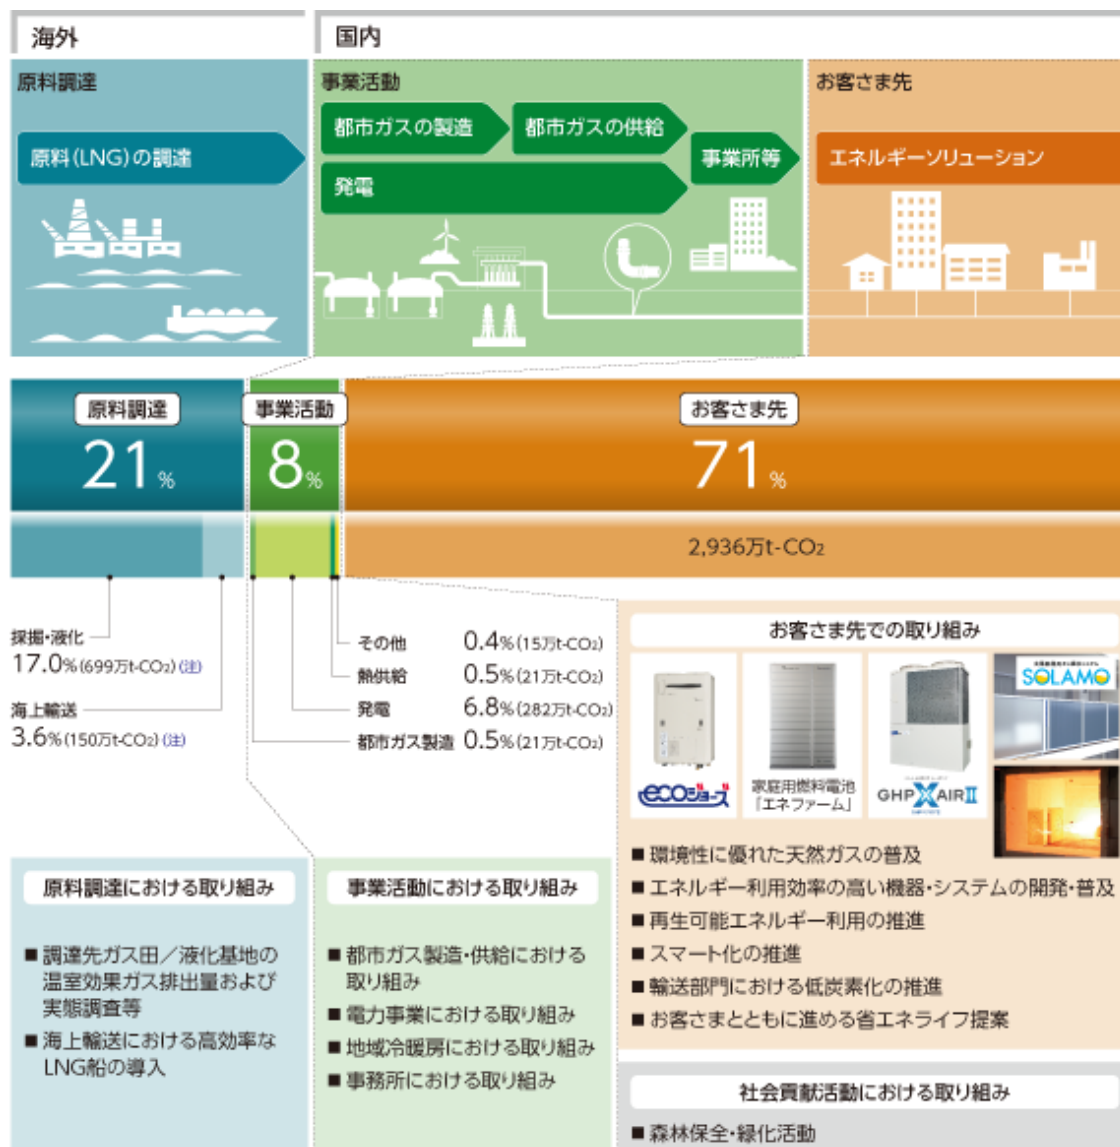 海外
国内
原料調達
事業活動
お客さま先
原料(LNG)の調達
都市ガスの製造
都市ガスの供給
発電
事業所等
エネルギーソリューション
原料調達
21%
事業活動
8%
お客さま先
71%
2,936万t-CO2
採掘・液化
17.0%(699万t-CO2)(注)
海上輸送
3.6%(150万t-CO2)(注)
その他 0.4%(15万t-CO2)
熱供給 0.5%(21万t-CO2)
発電 6.8%(282万t-CO2)
都市ガス製造 0.5%(21万t-CO2)
お客さま先での取り組み
ecoジョーズ
家庭用燃料電池
「エネファーム」
GHP XAIR II
SOLAMO
■ 環境性に優れた天然ガスの普及
■ エネルギー利用効率の高い機器・システムの開発・普及
■ 再生可能エネルギー利用の推進
■ スマート化の推進
■ 輸送部門における低炭素化の推進
■ お客さまとともに進める省エネライフ提案
原料調達における取り組み
■ 調達先ガス田／液化基地の
温室効果ガス排出量および
実態調査等
■ 海上輸送における高効率な
LNG船の導入
事業活動における取り組み
■ 都市ガス製造・供給における
取り組み
■ 電力事業における取り組み
■ 地域冷暖房における取り組み
■ 事務所における取り組み
社会貢献活動における取り組み
■ 森林保全・緑化活動